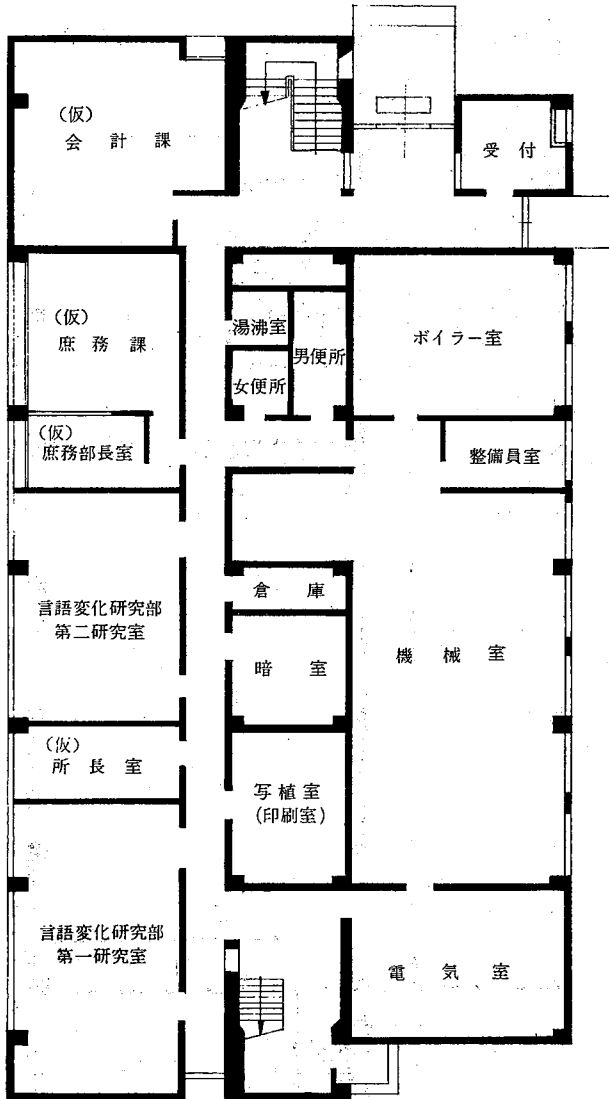 (仮)
会計課
受付
(仮)
庶務課
湯沸室
男便所
女便所
ボイラー室
(仮)
庶務部長室
整備員室
言語変化研究部
第二研究室
倉庫
暗室
機械室
(仮)
所長室
写植室
(印刷室)
言語変化研究部
第一研究室
電気室